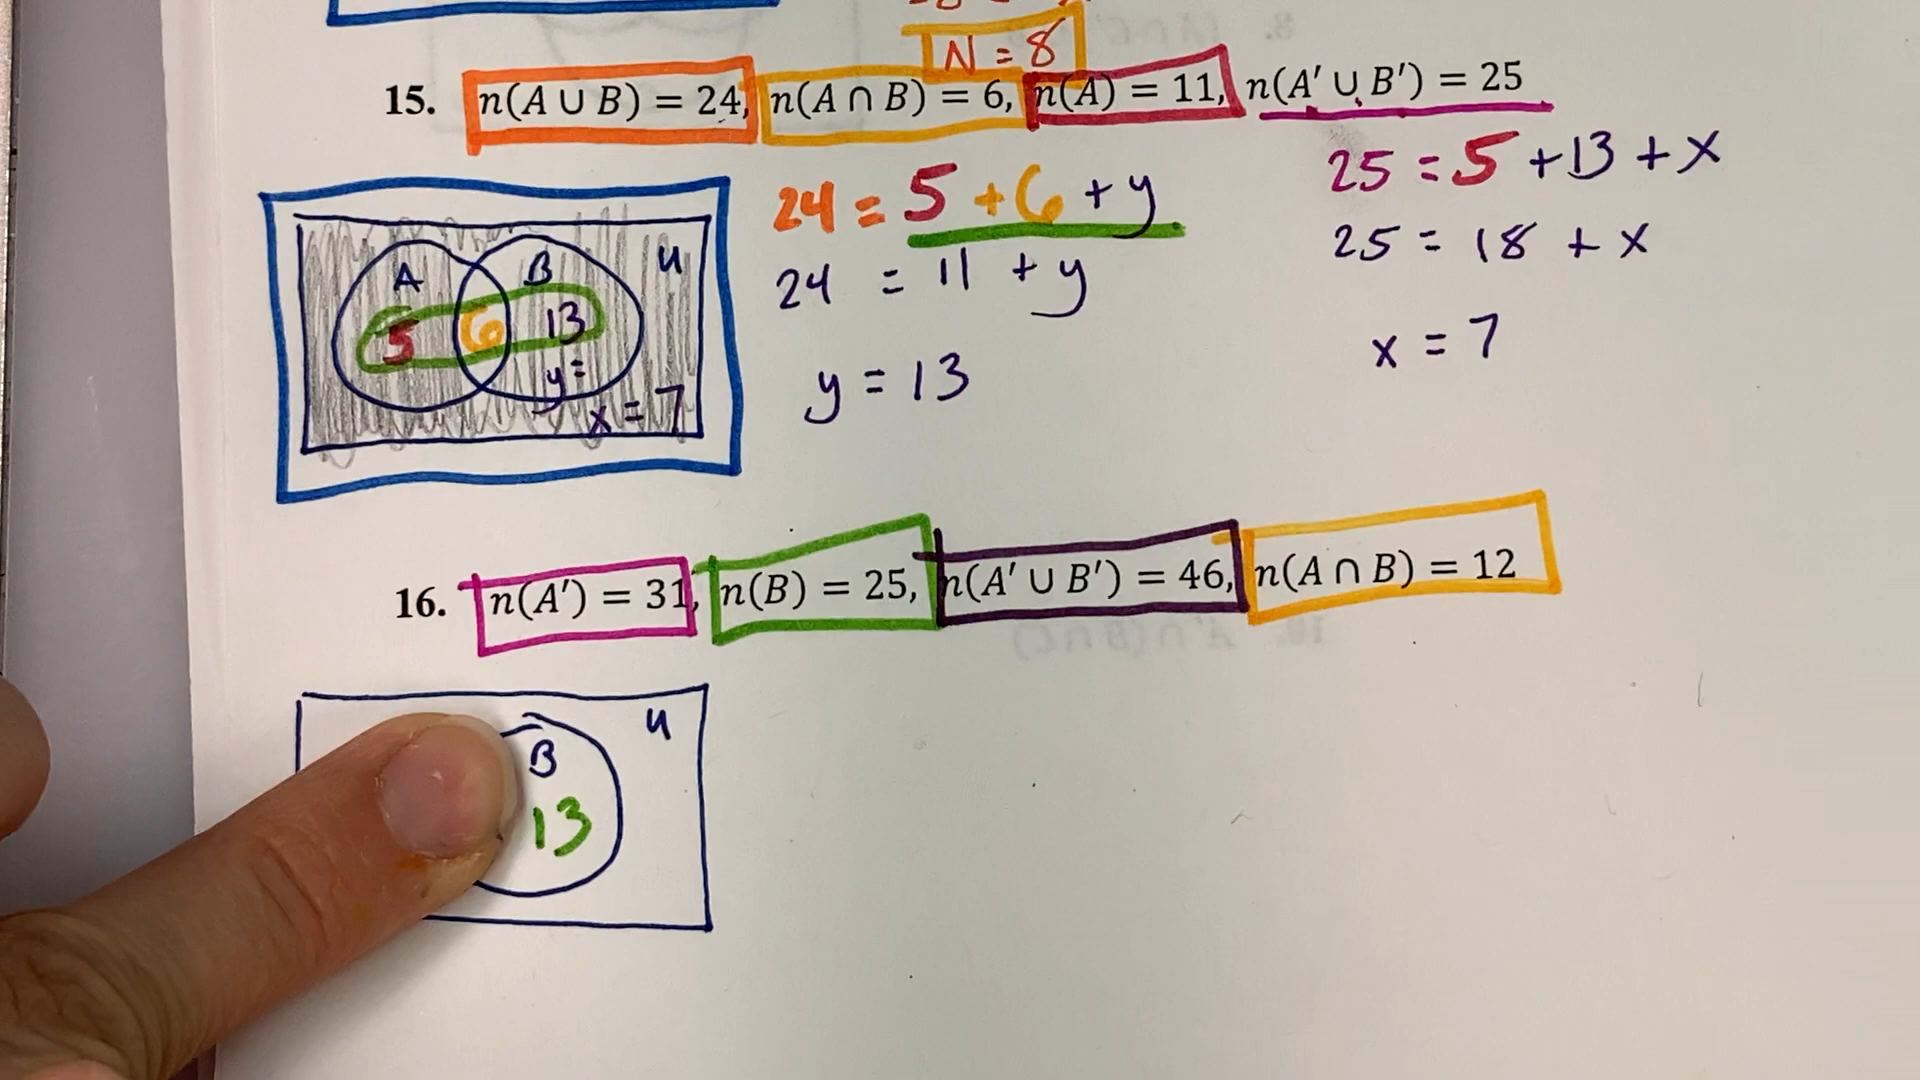 N = 8
15. n(A ∪ B) = 24, n(A ∩ B) = 6, n(A) = 11, n(A′ ∪ B′) = 25
24 = 5 + 6 + y
25 = 5 + 13 + x
24 = 11 + y
25 = 18 + x
y = 13
x = 7
A B U
5 6 13
y =
x = 7
16. n(A′) = 31, n(B) = 25, n(A′ ∪ B′) = 46, n(A ∩ B) = 12
B U
13